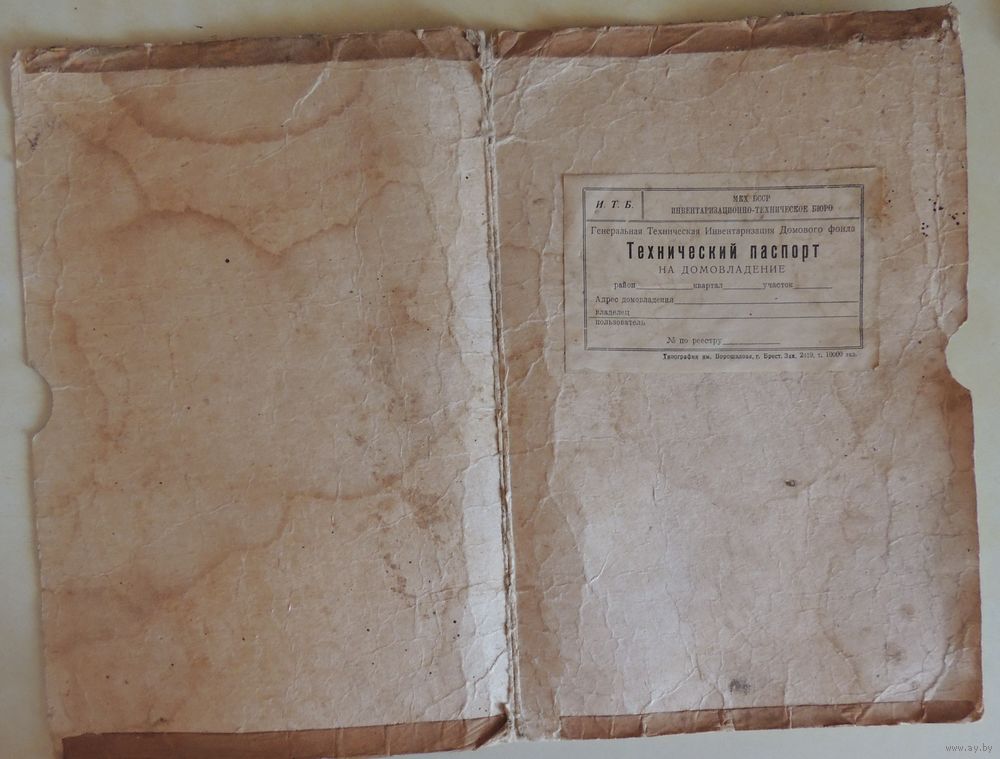 И. Т. Б.
МКХ БССР
ИНВЕНТАРИЗАЦИОННО-ТЕХНИЧЕСКОЕ БЮРО
Генеральная Техническая Инвентаризация Домового фонда
Технический паспорт
НА ДОМОВЛАДЕНИЕ
район квартал участок
Адрес домовладения
владелец
пользователь
№ по реестру
Типография им. Ворошилова, г. Брест. Зак. 2419, т. 10000 экз.
www.ay.by